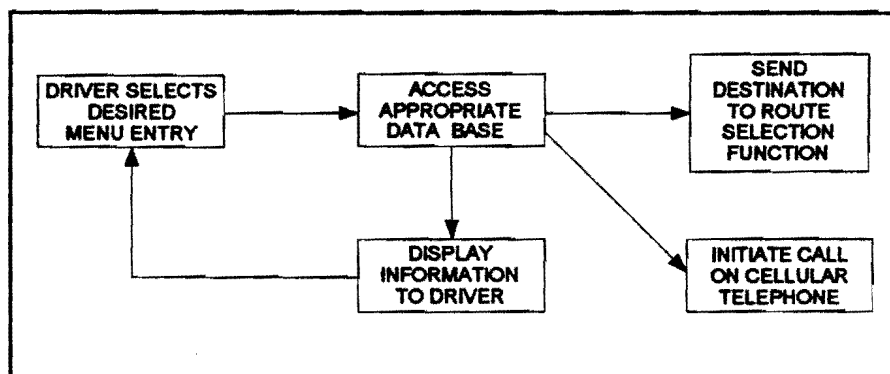 DRIVER SELECTS
DESIRED
MENU ENTRY
ACCESS
APPROPRIATE
DATA BASE
SEND
DESTINATION
TO ROUTE
SELECTION
FUNCTION
DISPLAY
INFORMATION
TO DRIVER
INITIATE CALL
ON CELLULAR
TELEPHONE